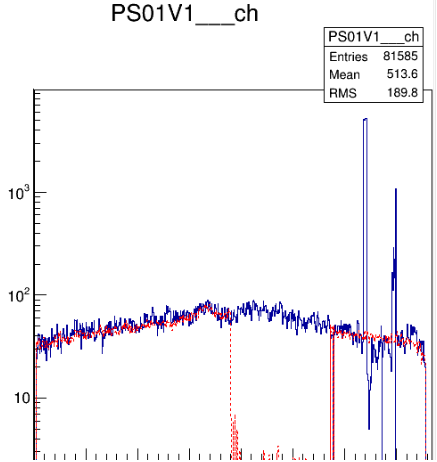 PS01V1___ch
PS01V1___ch
Entries 81585
Mean 513.6
RMS 189.8
10³
10²
10